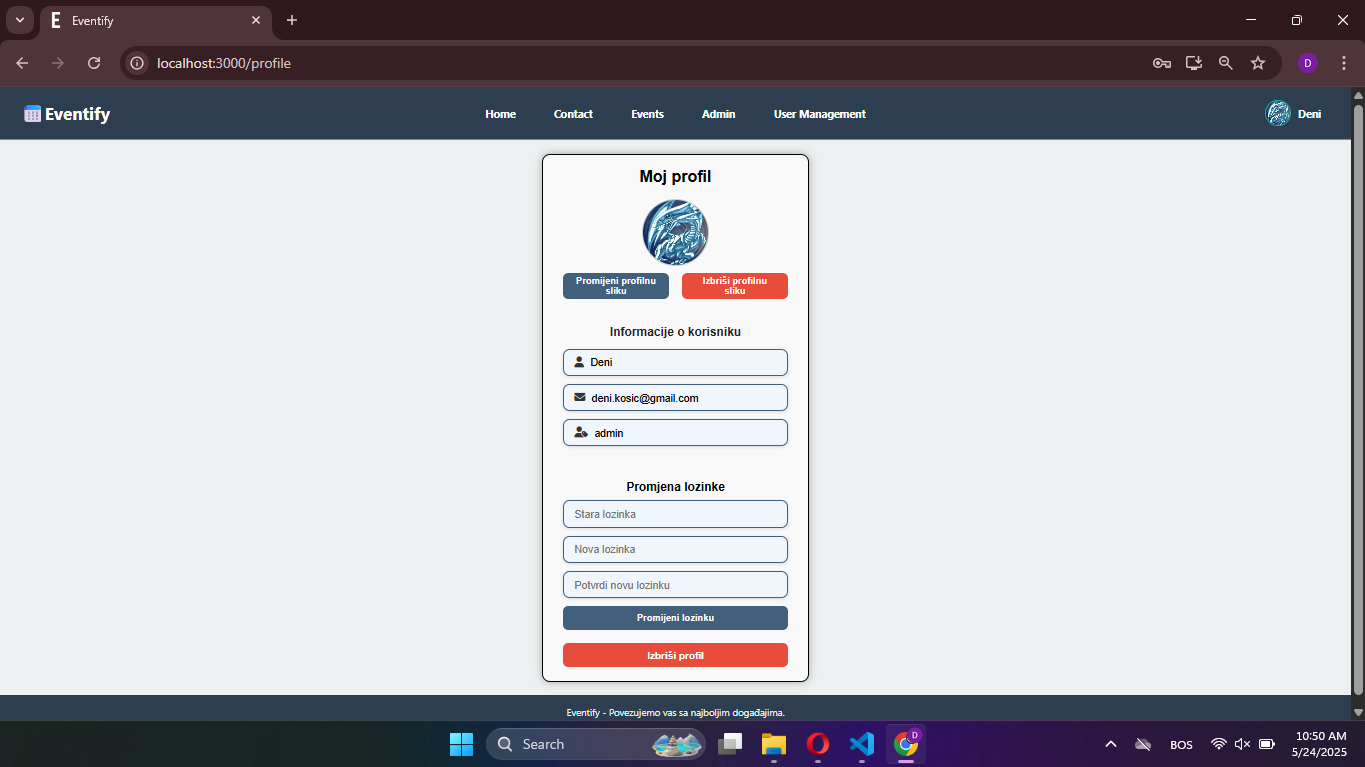 E Eventify
localhost:3000/profile
D
Eventify
Home
Contact
Events
Admin
User Management
Deni
Moj profil
Promijeni profilnu
sliku
Izbriši profilnu
sliku
Informacije o korisniku
Deni
deni.kosic@gmail.com
admin
Promjena lozinke
Stara lozinka
Nova lozinka
Potvrdi novu lozinku
Promijeni lozinku
Izbriši profil
Eventify - Povezujemo vas sa najboljim događajima.
Search
D
BOS
10:50 AM
5/24/2025